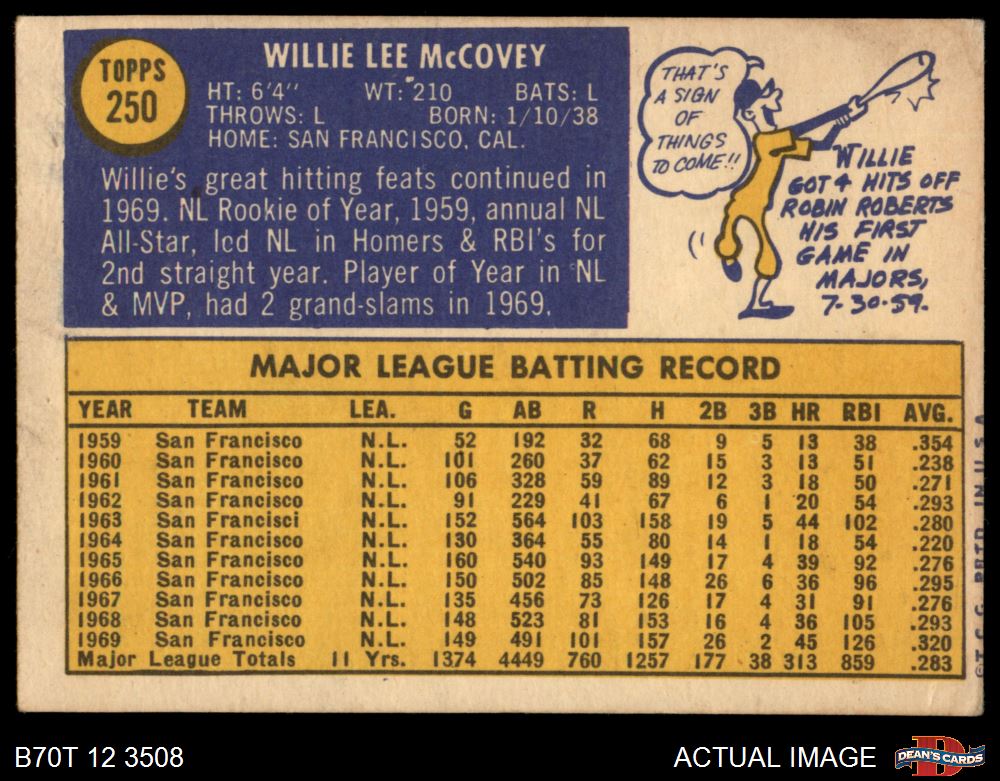 TOPPS
250
WILLIE LEE McCOVEY
HT: 6'4" WT: 210 BATS: L
THROWS: L BORN: 1/10/38
HOME: SAN FRANCISCO, CAL.
Willie's great hitting feats continued in
1969. NL Rookie of Year, 1959, annual NL
All-Star, lcd NL in Homers & RBI's for
2nd straight year. Player of Year in NL
& MVP, had 2 grand-slams in 1969.
THAT'S
A SIGN
OF
THINGS
TO COME!!
WILLIE
GOT 4 HITS OFF
ROBIN ROBERTS
HIS FIRST
GAME IN
MAJORS,
7-30-59.
MAJOR LEAGUE BATTING RECORD
YEAR TEAM LEA. G AB R H 2B 3B HR RBI AVG.
1959 San Francisco N.L. 52 192 32 68 9 5 13 38 .354
1960 San Francisco N.L. 101 260 37 62 15 3 13 51 .238
1961 San Francisco N.L. 106 328 59 89 12 3 18 50 .271
1962 San Francisco N.L. 91 229 41 67 6 1 20 54 .293
1963 San Francisci N.L. 152 564 103 158 19 5 44 102 .280
1964 San Francisco N.L. 130 364 55 80 14 1 18 54 .220
1965 San Francisco N.L. 160 540 93 149 17 4 39 92 .276
1966 San Francisco N.L. 150 502 85 148 26 6 36 96 .295
1967 San Francisco N.L. 135 456 73 126 17 4 31 91 .276
1968 San Francisco N.L. 148 523 81 153 16 4 36 105 .293
1969 San Francisco N.L. 149 491 101 157 26 2 45 126 .320
Major League Totals 11 Yrs. 1374 4449 760 1257 177 38 313 859 .283
© T. C. G. PRTD. IN U. S. A.
B70T 12 3508
ACTUAL IMAGE
D
DEAN'S CARDS